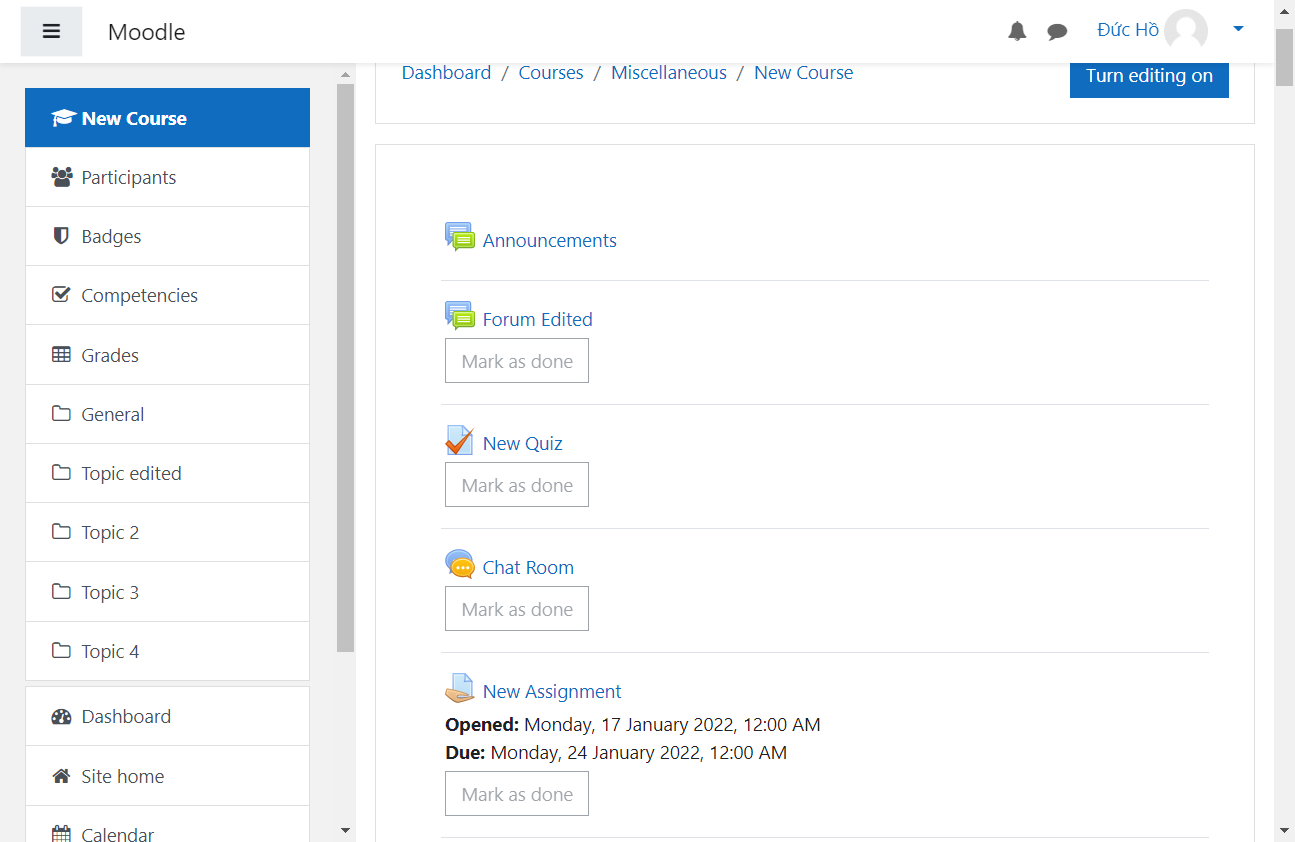 Moodle
Đức Hồ
New Course
Participants
Badges
Competencies
Grades
General
Topic edited
Topic 2
Topic 3
Topic 4
Dashboard
Site home
Calendar
Dashboard / Courses / Miscellaneous / New Course
Turn editing on
Announcements
Forum Edited
Mark as done
New Quiz
Mark as done
Chat Room
Mark as done
New Assignment
Opened: Monday, 17 January 2022, 12:00 AM
Due: Monday, 24 January 2022, 12:00 AM
Mark as done